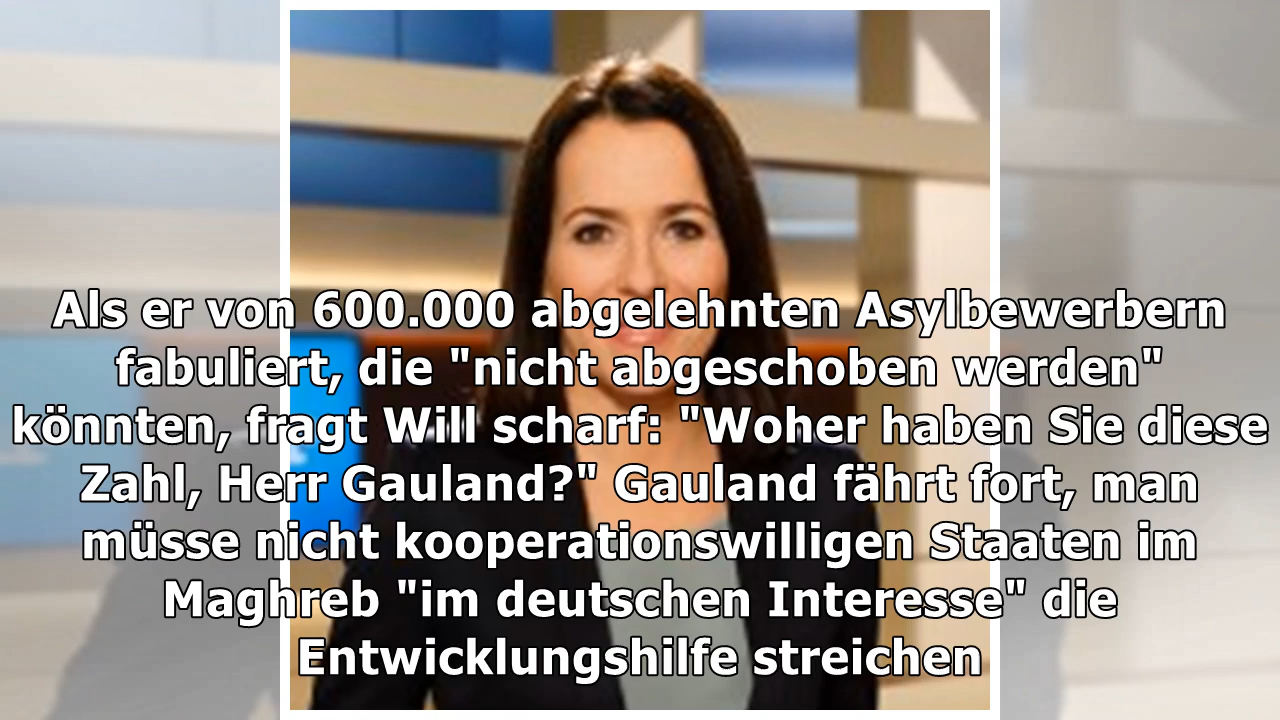 Als er von 600.000 abgelehnten Asylbewerbern
fabuliert, die "nicht abgeschoben werden"
könnten, fragt Will scharf: "Woher haben Sie diese
Zahl, Herr Gauland?" Gauland fährt fort, man
müsse nicht kooperationswilligen Staaten im
Maghreb "im deutschen Interesse" die
Entwicklungshilfe streichen